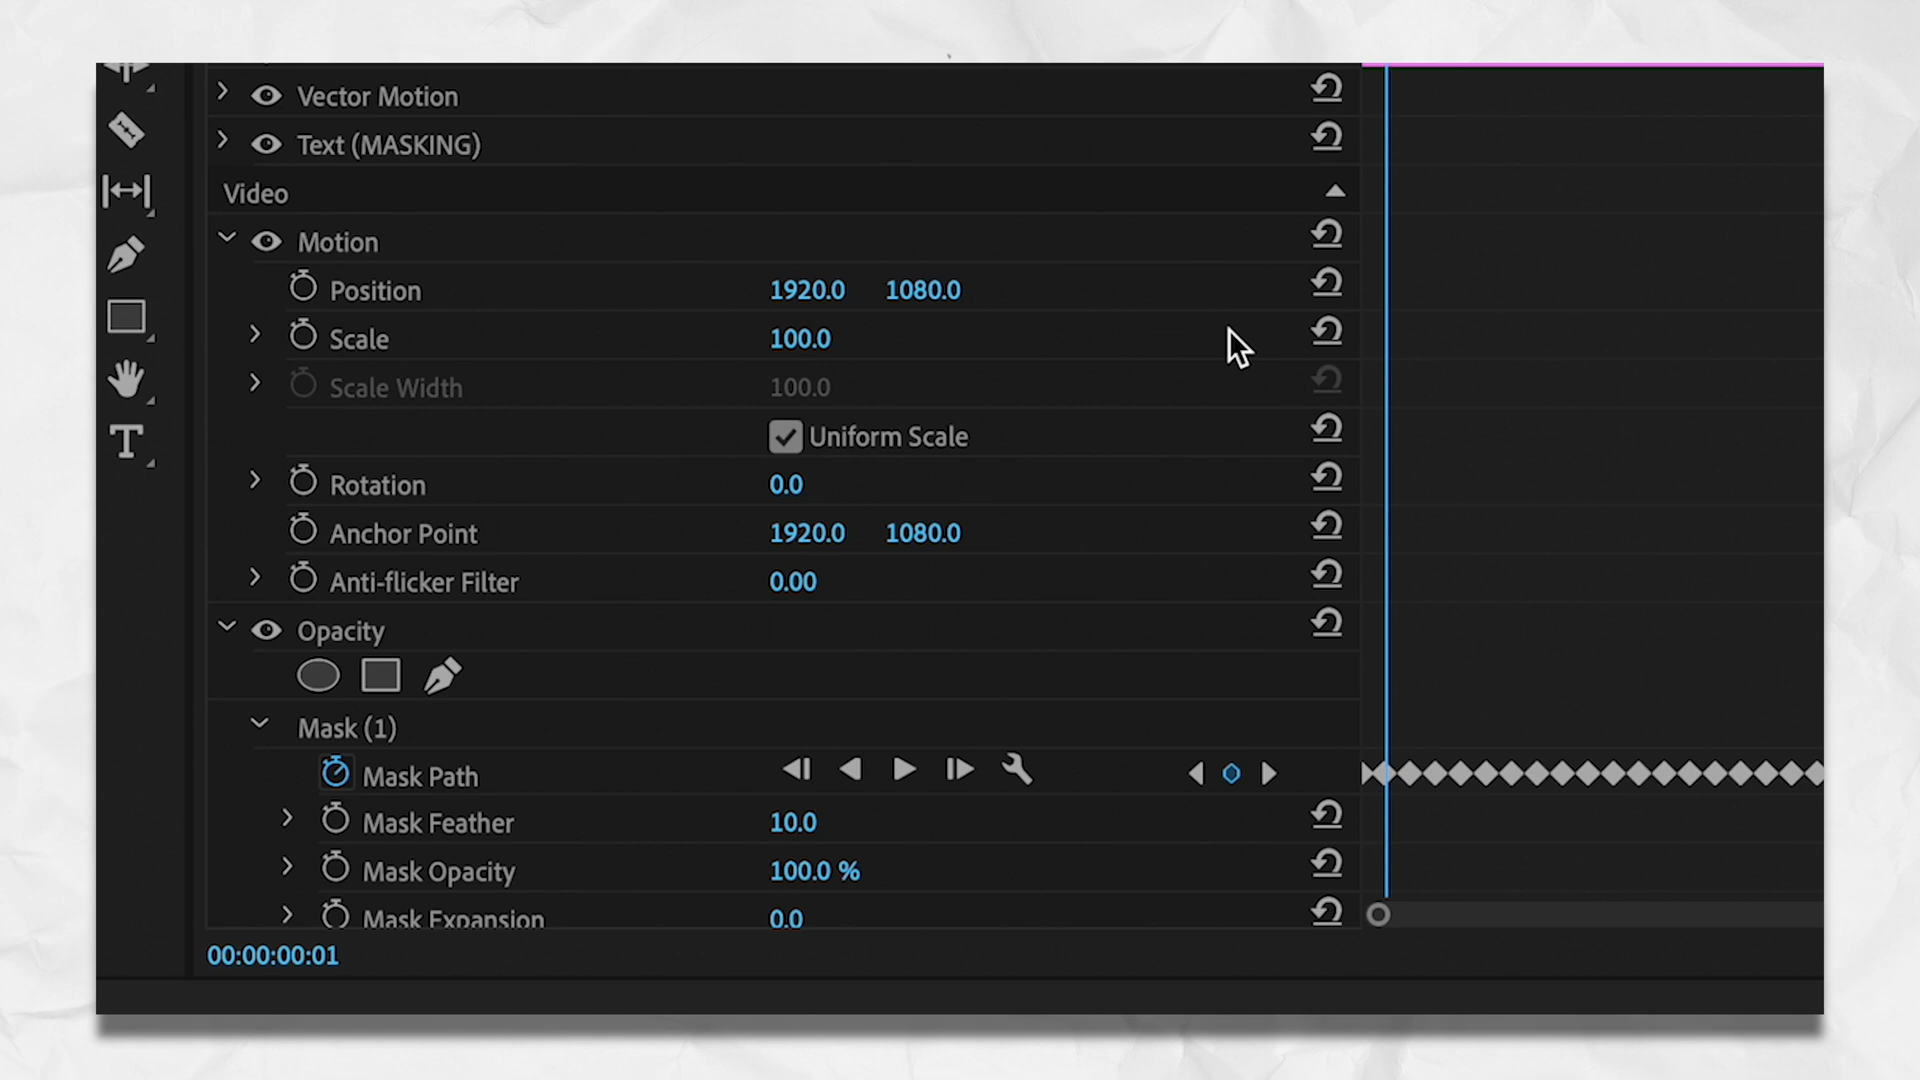 Vector Motion
Text (MASKING)
Video
Motion
Position 1920.0 1080.0
Scale 100.0
Scale Width 100.0
Uniform Scale
Rotation 0.0
Anchor Point 1920.0 1080.0
Anti-flicker Filter 0.00
Opacity
Mask (1)
Mask Path
Mask Feather 10.0
Mask Opacity 100.0 %
Mask Expansion 0.0
00:00:00:01